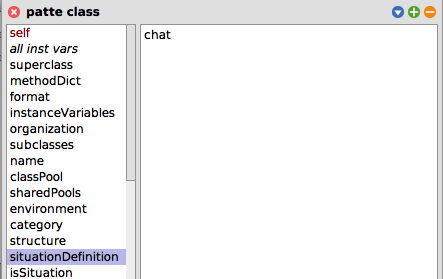 patte class
self
all inst vars
superclass
methodDict
format
instanceVariables
organization
subclasses
name
classPool
sharedPools
environment
category
structure
situationDefinition
isSituation
chat